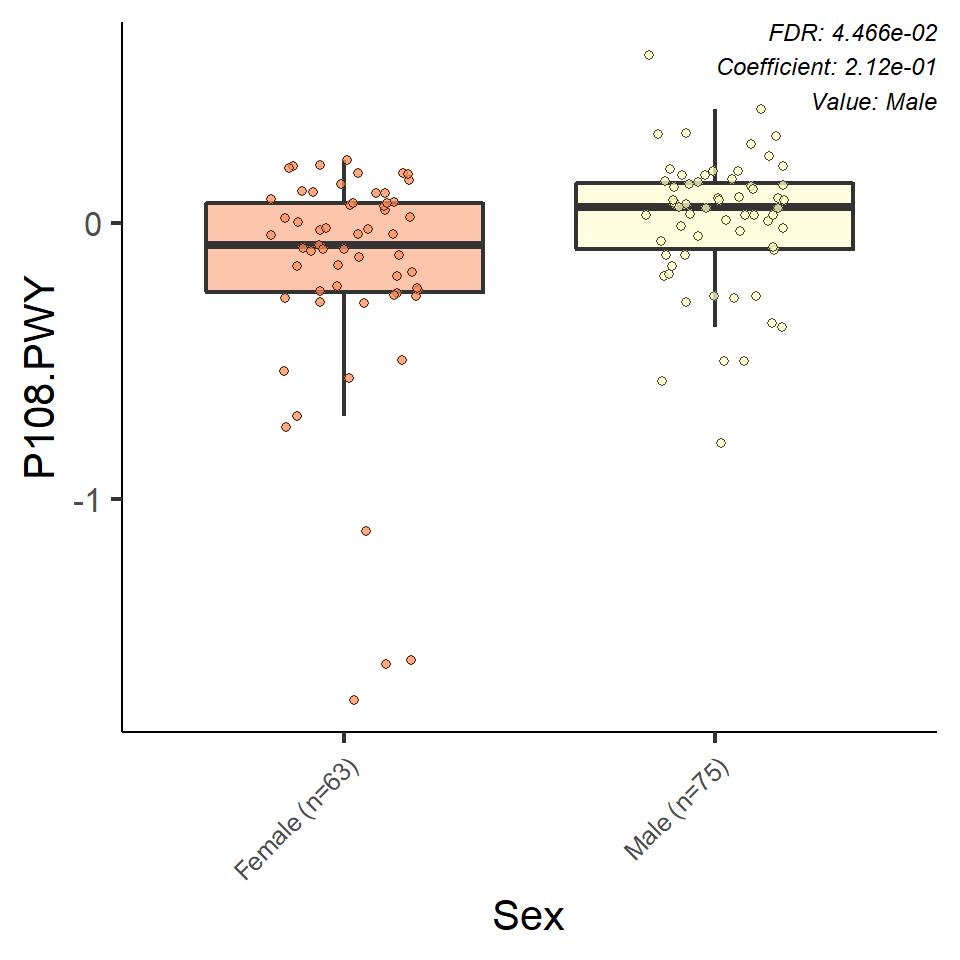 FDR: 4.466e-02
Coefficient: 2.12e-01
Value: Male
P108.PWY
0
-1
Female (n=63)
Male (n=75)
Sex